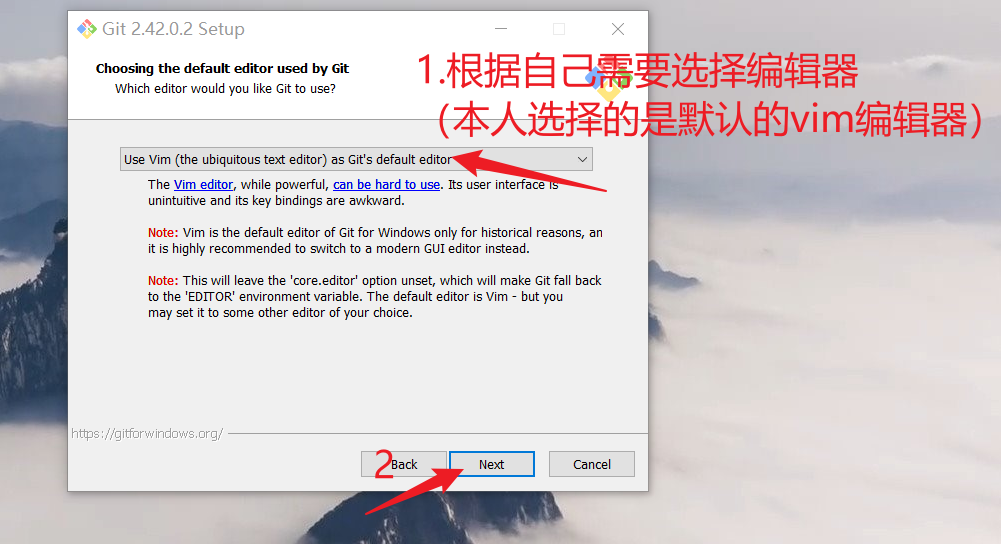 Git 2.42.0.2 Setup
Choosing the default editor used by Git
Which editor would you like Git to use?
1.根据自己需要选择编辑器
（本人选择的是默认的vim编辑器）
Use Vim (the ubiquitous text editor) as Git's default editor
The Vim editor, while powerful, can be hard to use. Its user interface is
unintuitive and its key bindings are awkward.
Note: Vim is the default editor of Git for Windows only for historical reasons, an
it is highly recommended to switch to a modern GUI editor instead.
Note: This will leave the 'core.editor' option unset, which will make Git fall back
to the 'EDITOR' environment variable. The default editor is Vim - but you
may set it to some other editor of your choice.
https://gitforwindows.org/
2
Back Next Cancel